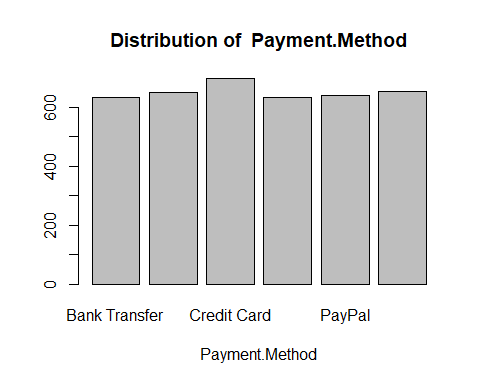 Distribution of  Payment.Method
600
400
200
0
Bank Transfer Credit Card PayPal
Payment.Method